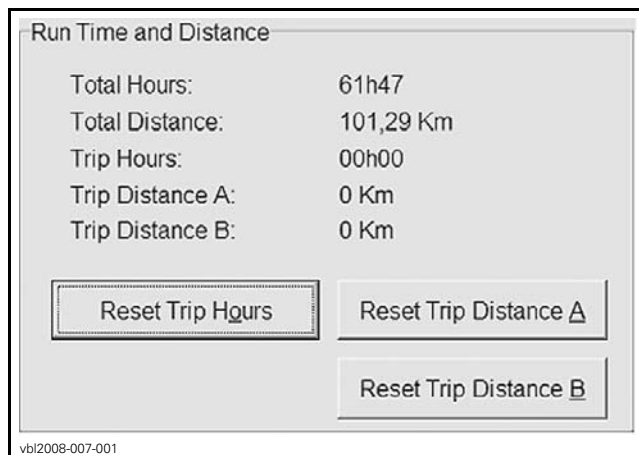 Run Time and Distance
Total Hours: 61h47
Total Distance: 101,29 Km
Trip Hours: 00h00
Trip Distance A: 0 Km
Trip Distance B: 0 Km
Reset Trip Hours Reset Trip Distance A
Reset Trip Distance B
vbl2008-007-001